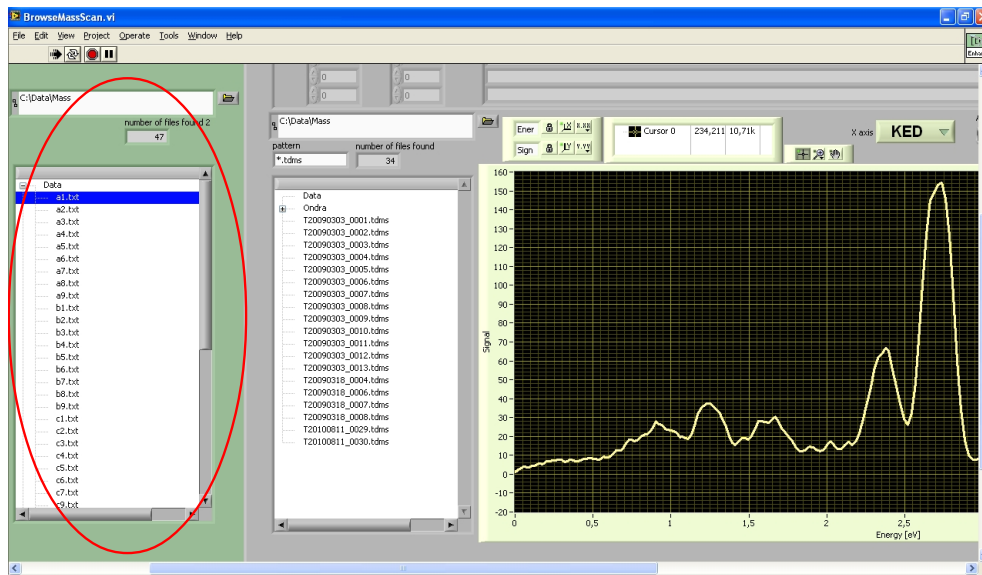 BrowseMassScan.vi
File Edit View Project Operate Tools Window Help
C:\Data\Mass
number of files found 2
47
Data
a1.txt
a2.txt
a3.txt
a4.txt
a5.txt
a6.txt
a7.txt
a8.txt
a9.txt
b1.txt
b2.txt
b3.txt
b4.txt
b5.txt
b6.txt
b7.txt
b8.txt
b9.txt
c1.txt
c2.txt
c3.txt
c4.txt
c5.txt
c6.txt
c7.txt
c9.txt
0 0
0 0
C:\Data\Mass
pattern number of files found
*.tdms 34
Data
Ondra
T20090303_0001.tdms
T20090303_0002.tdms
T20090303_0003.tdms
T20090303_0004.tdms
T20090303_0005.tdms
T20090303_0006.tdms
T20090303_0007.tdms
T20090303_0008.tdms
T20090303_0009.tdms
T20090303_0010.tdms
T20090303_0011.tdms
T20090303_0012.tdms
T20090303_0013.tdms
T20090318_0004.tdms
T20090318_0006.tdms
T20090318_0007.tdms
T20090318_0008.tdms
T20100811_0029.tdms
T20100811_0030.tdms
Ener
Sign
Cursor 0 234,211 10,71k
X axis KED
160
150
140
130
120
110
100
90
80
70
60
50
40
30
20
10
0
-10
-20
Signal
0 0,5 1 1,5 2 2,5
Energy [eV]